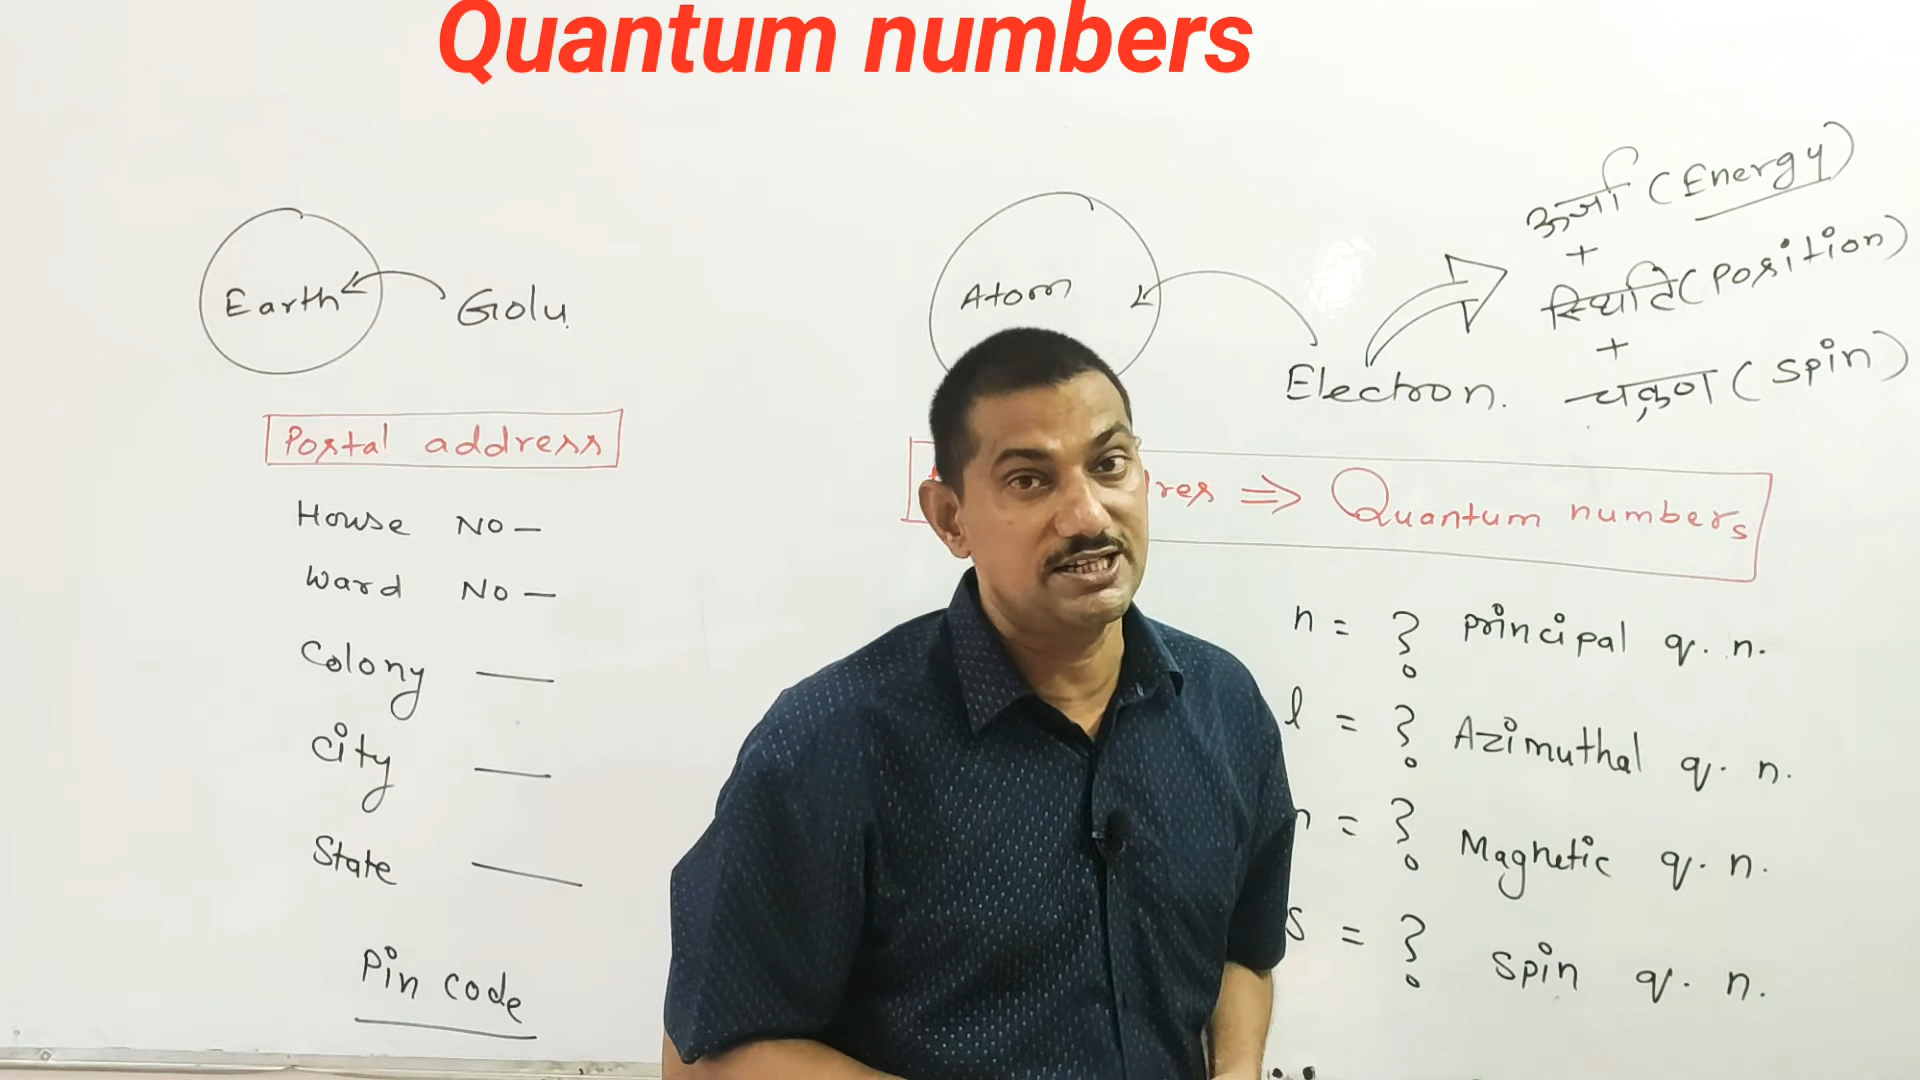 Quantum numbers
Earth
Golu
Postal address
House No –
Ward No –
Colony —
City —
State —
Pin code
Atom
Electron.
ऊर्जा (Energy)
+
स्थिति (Position)
+
चक्रण (Spin)
⇒ Quantum numbers
n = ? Principal q. n.
l = ? Azimuthal q. n.
= ? Magnetic q. n.
s = ? Spin q. n.